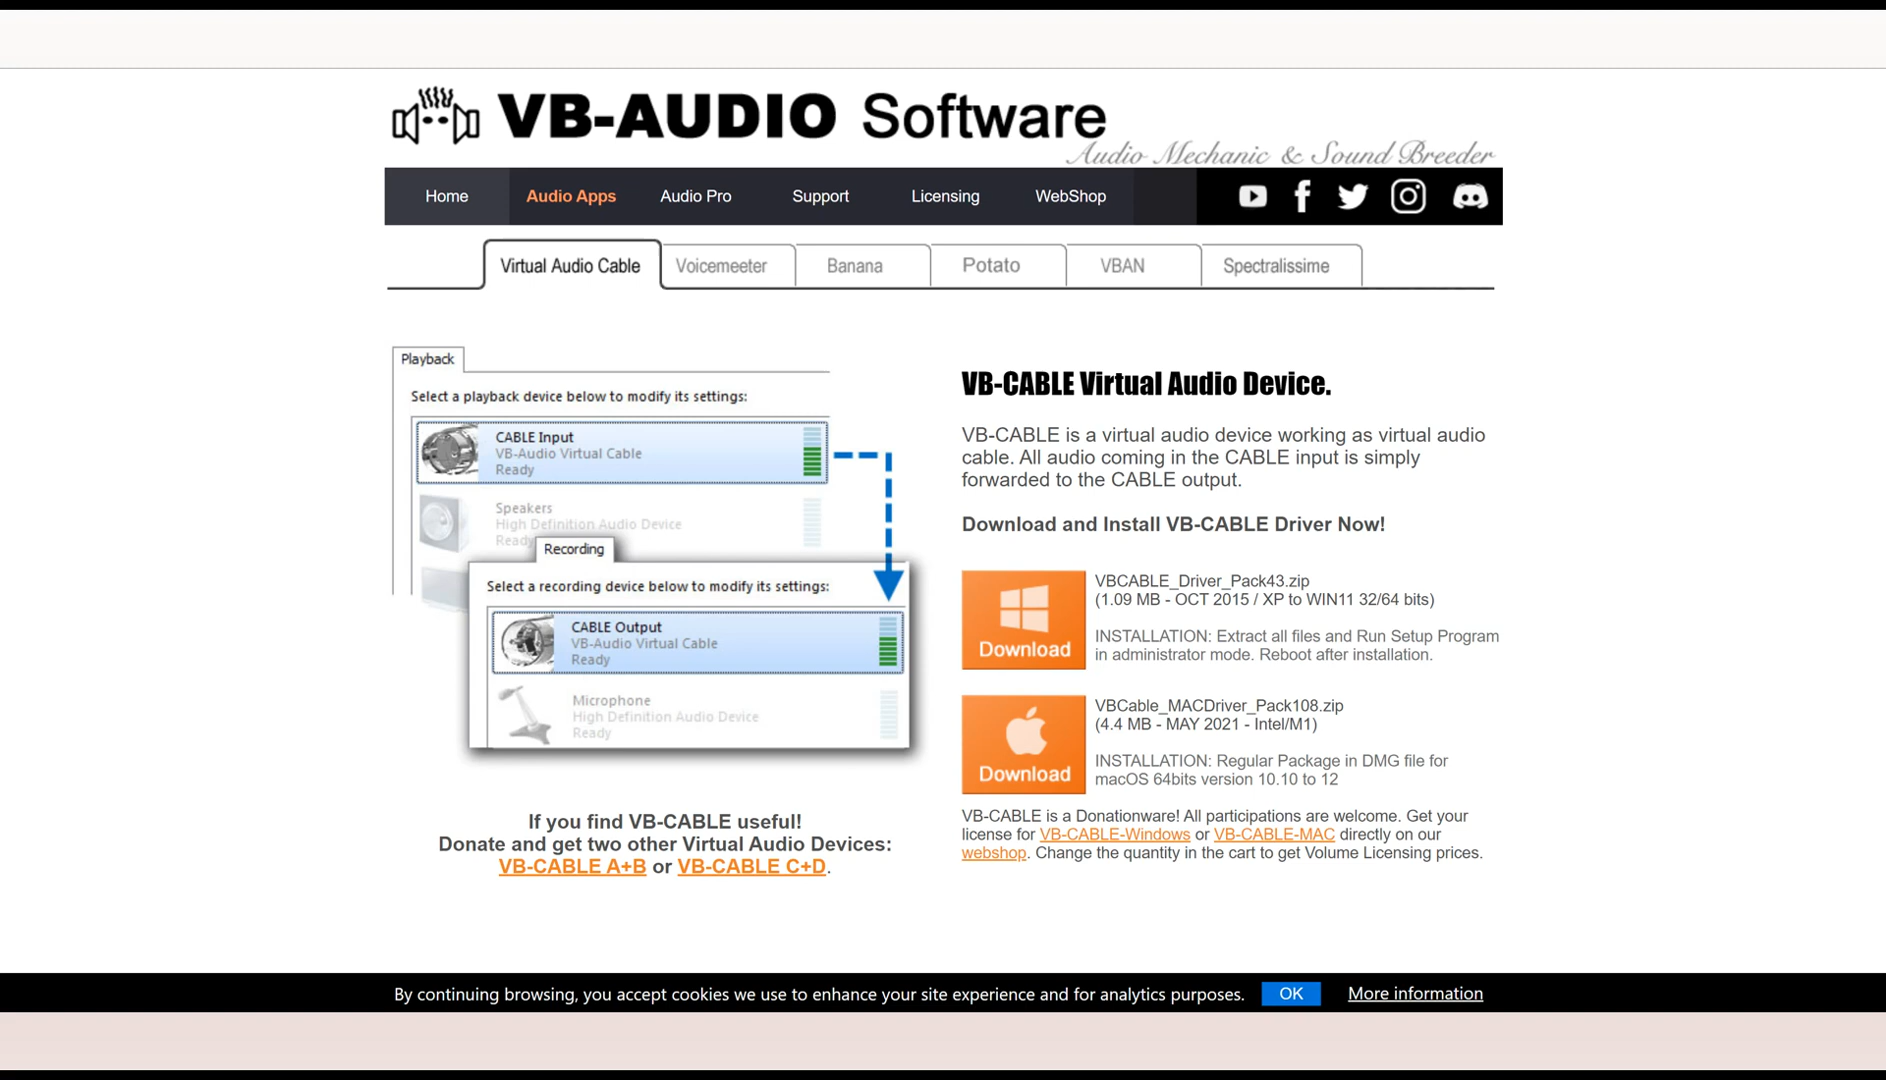 VB-AUDIO Software
Audio Mechanic & Sound Breeder
Home Audio Apps Audio Pro Support Licensing WebShop
Virtual Audio Cable Voicemeeter Banana Potato VBAN Spectralissime
Playback
Select a playback device below to modify its settings:
CABLE Input
VB-Audio Virtual Cable
Ready
Speakers
High Definition Audio Device
Ready
Recording
Select a recording device below to modify its settings:
CABLE Output
VB-Audio Virtual Cable
Ready
Microphone
High Definition Audio Device
Ready
If you find VB-CABLE useful!
Donate and get two other Virtual Audio Devices:
VB-CABLE A+B or VB-CABLE C+D.
VB-CABLE Virtual Audio Device.
VB-CABLE is a virtual audio device working as virtual audio
cable. All audio coming in the CABLE input is simply
forwarded to the CABLE output.
Download and Install VB-CABLE Driver Now!
Download
VBCABLE_Driver_Pack43.zip
(1.09 MB - OCT 2015 / XP to WIN11 32/64 bits)
INSTALLATION: Extract all files and Run Setup Program
in administrator mode. Reboot after installation.
Download
VBCable_MACDriver_Pack108.zip
(4.4 MB - MAY 2021 - Intel/M1)
INSTALLATION: Regular Package in DMG file for
macOS 64bits version 10.10 to 12
VB-CABLE is a Donationware! All participations are welcome. Get your
license for VB-CABLE-Windows or VB-CABLE-MAC directly on our
webshop. Change the quantity in the cart to get Volume Licensing prices.
By continuing browsing, you accept cookies we use to enhance your site experience and for analytics purposes. OK More information